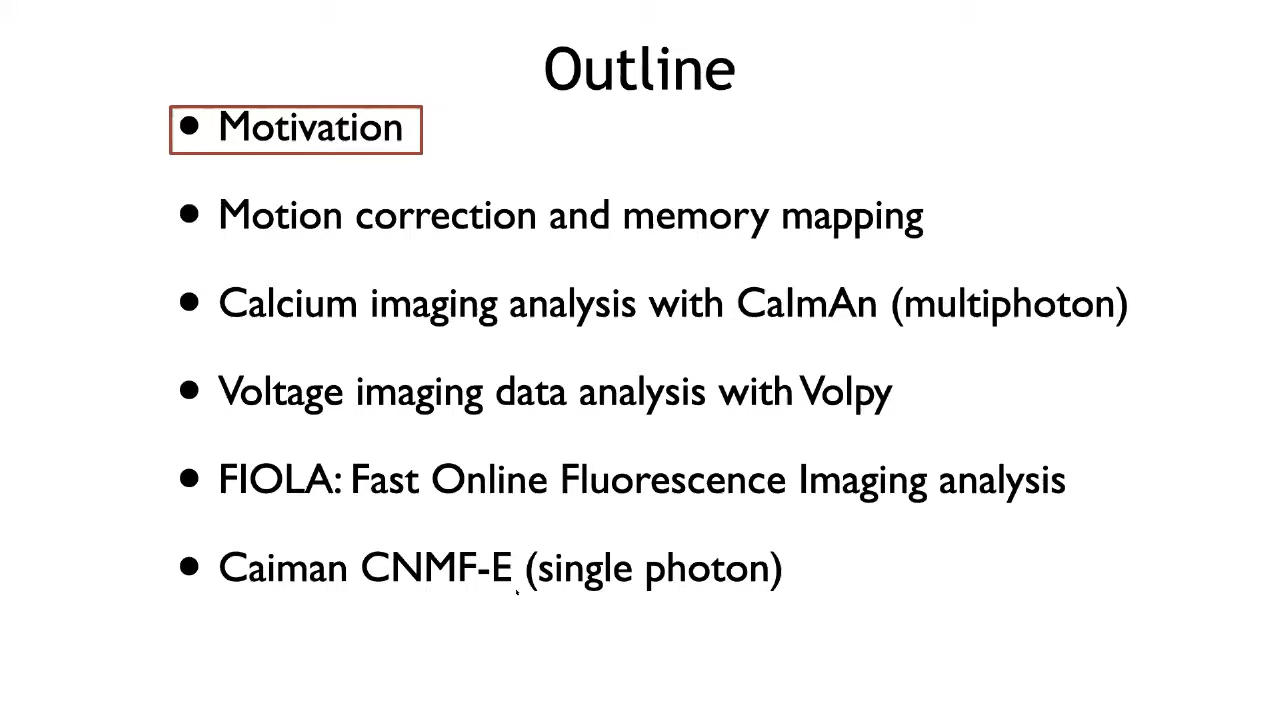 Outline
• Motivation
• Motion correction and memory mapping
• Calcium imaging analysis with CaImAn (multiphoton)
• Voltage imaging data analysis with Volpy
• FIOLA: Fast Online Fluorescence Imaging analysis
• Caiman CNMF-E (single photon)